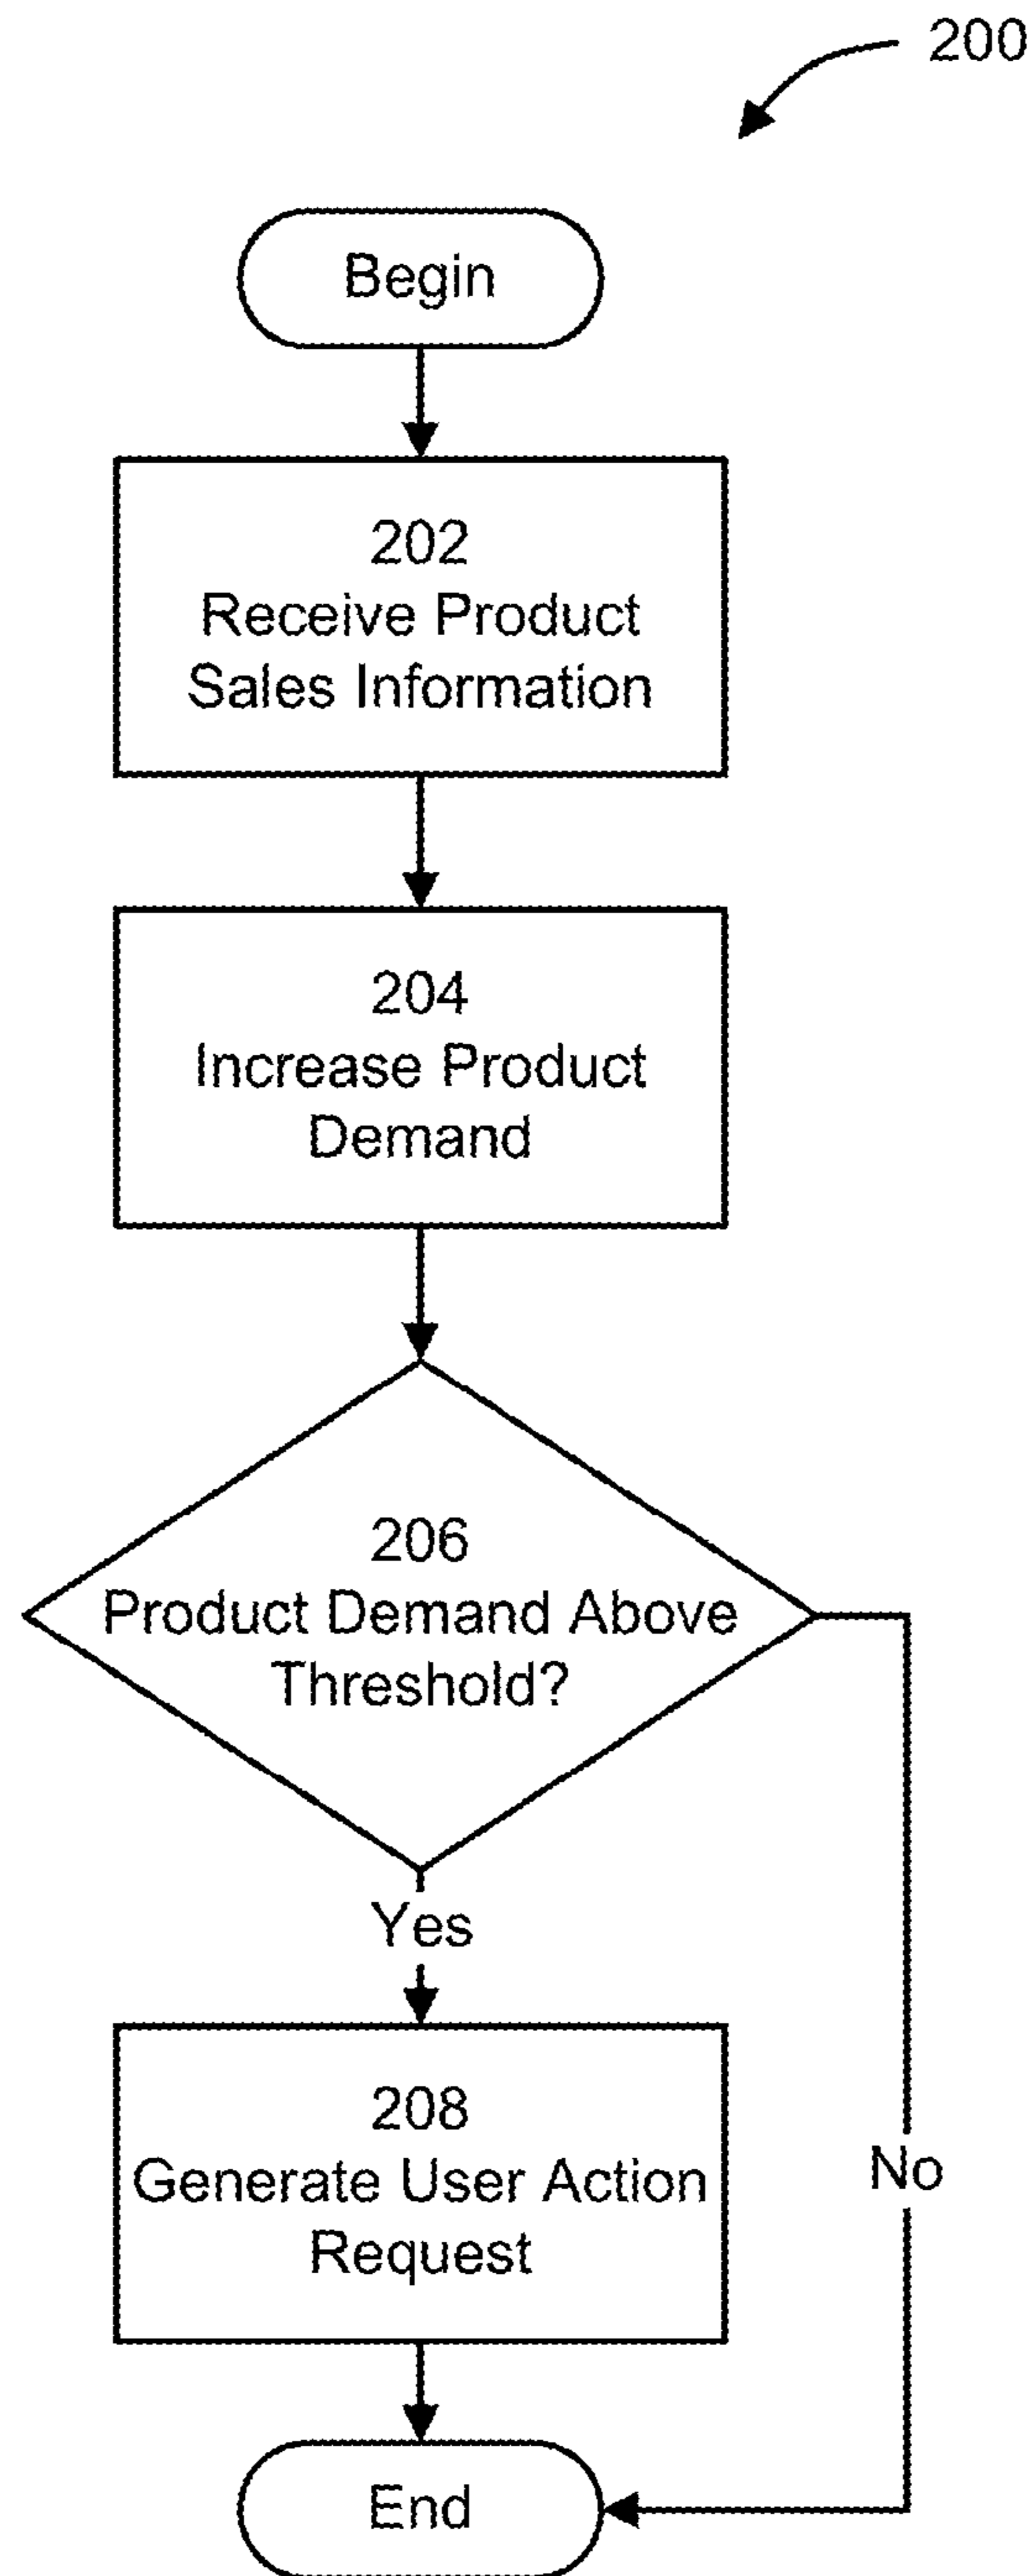 200
Begin
202
Receive Product
Sales Information
204
Increase Product
Demand
206
Product Demand Above
Threshold?
Yes
208
Generate User Action
Request
No
End